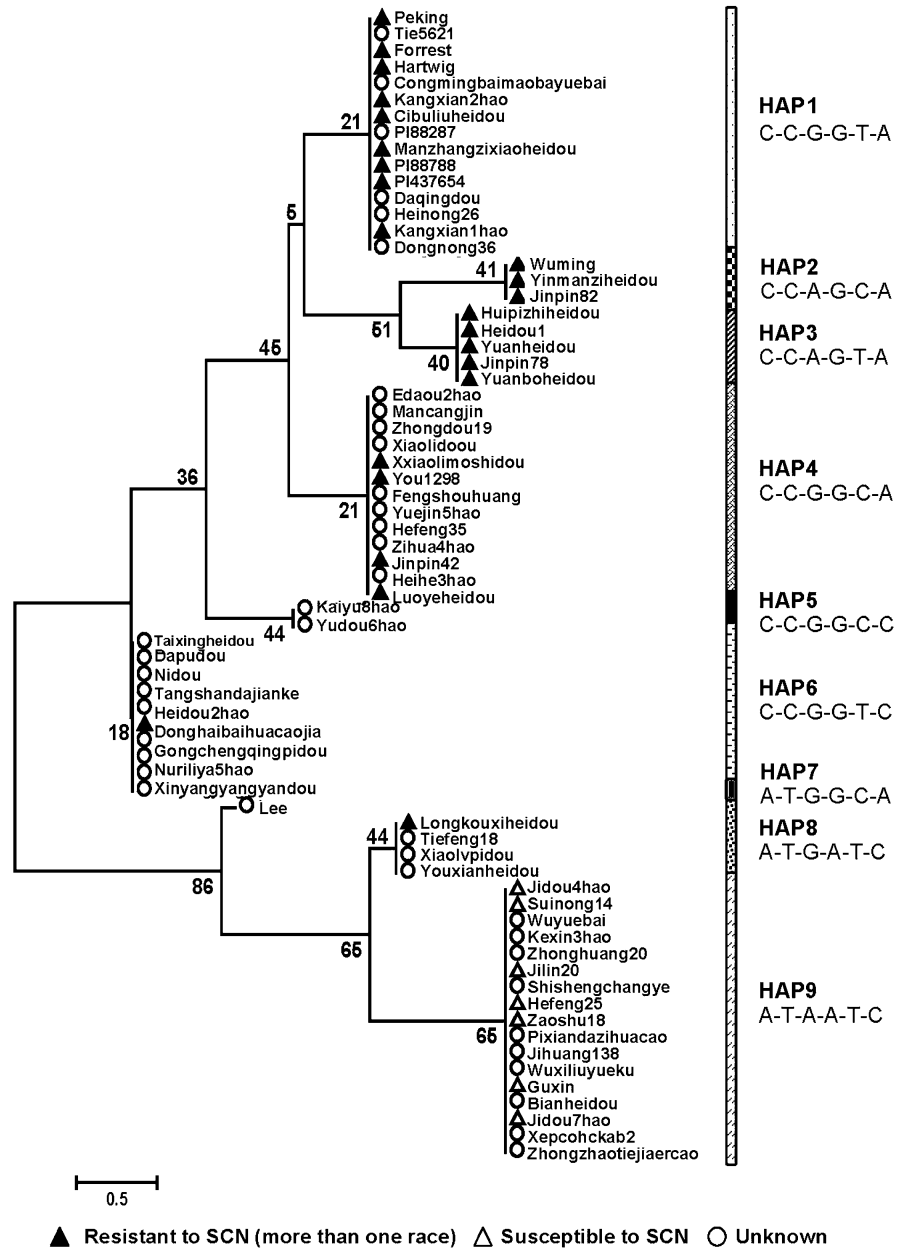 Peking
Tie5621
Forrest
Hartwig
Congmingbaimaobayuebai
Kangxian2hao
Cibuliuheidou
PI88287
Manzhangzixiaoheidou
PI88788
PI437654
Daqingdou
Heinong26
Kangxian1hao
Dongnong36
21
HAP1
C-C-G-G-T-A
5
Wuming
Yinmanziheidou
Jinpin82
41
HAP2
C-C-A-G-C-A
51
Huipizhiheidou
Heidou1
Yuanheidou
Jinpin78
Yuanboheidou
40
HAP3
C-C-A-G-T-A
45
Edaou2hao
Mancangjin
Zhongdou19
Xiaolidoou
Xxiaolimoshidou
You1298
Fengshouhuang
Yuejin5hao
Hefeng35
Zihua4hao
Jinpin42
Heihe3hao
Luoyeheidou
21
HAP4
C-C-G-G-C-A
36
Kaiyu8hao
Yudou6hao
44
HAP5
C-C-G-G-C-C
Taixingheidou
Dapudou
Nidou
Tangshandajianke
Heidou2hao
Donghaibaihuacaojia
Gongchengqingpidou
Nuriliya5hao
Xinyangyangyandou
18
HAP6
C-C-G-G-T-C
Lee
HAP7
A-T-G-G-C-A
86
Longkouxiheidou
Tiefeng18
Xiaolvpidou
Youxianheidou
44
HAP8
A-T-G-A-T-C
65
Jidou4hao
Suinong14
Wuyuebai
Kexin3hao
Zhonghuang20
Jilin20
Shishengchangye
Hefeng25
Zaoshu18
Pixiandazihuacao
Jihuang138
Wuxiliuyueku
Guxin
Bianheidou
Jidou7hao
Xepcohckab2
Zhongzhaotiejiaercao
65
HAP9
A-T-A-A-T-C
0.5
Resistant to SCN (more than one race)
Susceptible to SCN
Unknown